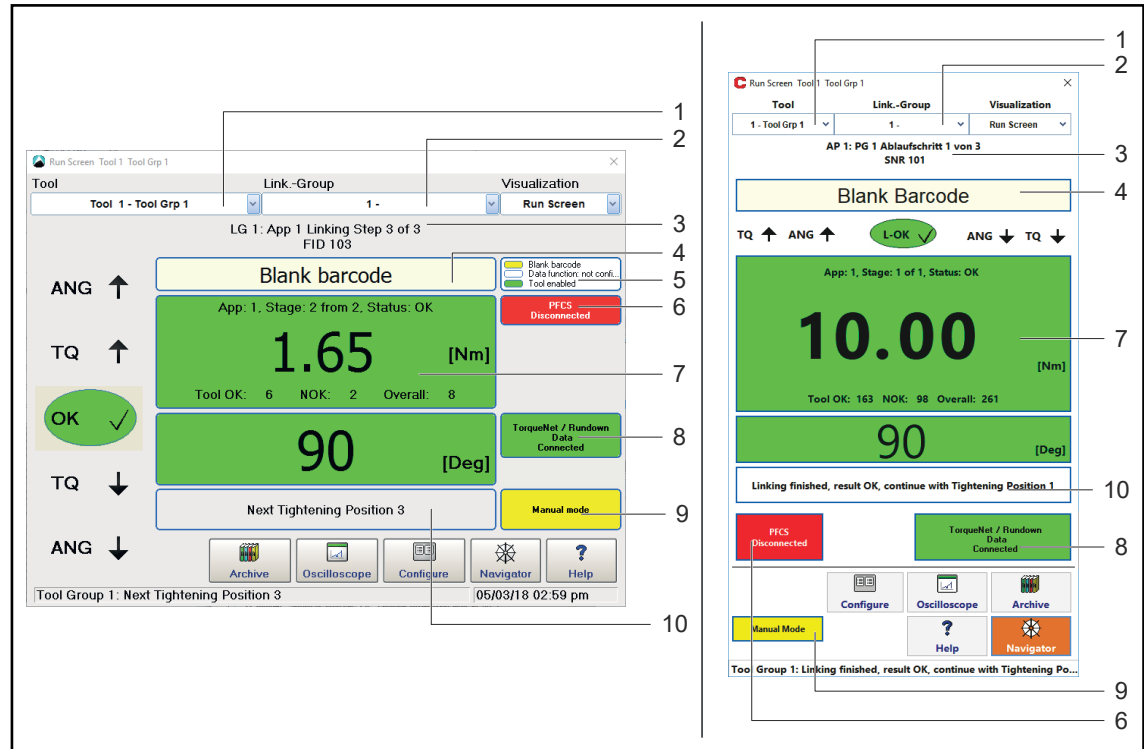 Run Screen Tool 1 Tool Grp 1
Tool Link.-Group Visualization
Tool 1 - Tool Grp 1 1 - Run Screen
LG 1: App 1 Linking Step 3 of 3
FID 103
Blank barcode
Blank barcode
Data function: not confi...
Tool enabled
PFCS
Disconnected
ANG
TQ
OK
TQ
ANG
App: 1, Stage: 2 from 2, Status: OK
1.65 [Nm]
Tool OK: 6 NOK: 2 Overall: 8
90 [Deg]
TorqueNet / Rundown
Data
Connected
Next Tightening Position 3
Manual mode
Archive Oscilloscope Configure Navigator Help
Tool Group 1: Next Tightening Position 3 05/03/18 02:59 pm
1
2
3
4
5
6
7
8
9
10
Run Screen Tool 1 Tool Grp 1
Tool Link.-Group Visualization
1 - Tool Grp 1 1 - Run Screen
AP 1: PG 1 Ablaufschritt 1 von 3
SNR 101
Blank Barcode
TQ ANG L-OK ANG TQ
App: 1, Stage: 1 of 1, Status: OK
10.00
[Nm]
Tool OK: 163 NOK: 98 Overall: 261
90 [Deg]
Linking finished, result OK, continue with Tightening Position 1
PFCS
Disconnected
TorqueNet / Rundown
Data
Connected
Configure Oscilloscope Archive
Manual Mode
Help Navigator
Tool Group 1: Linking finished, result OK, continue with Tightening Po...
1
2
3
4
7
10
8
9
6